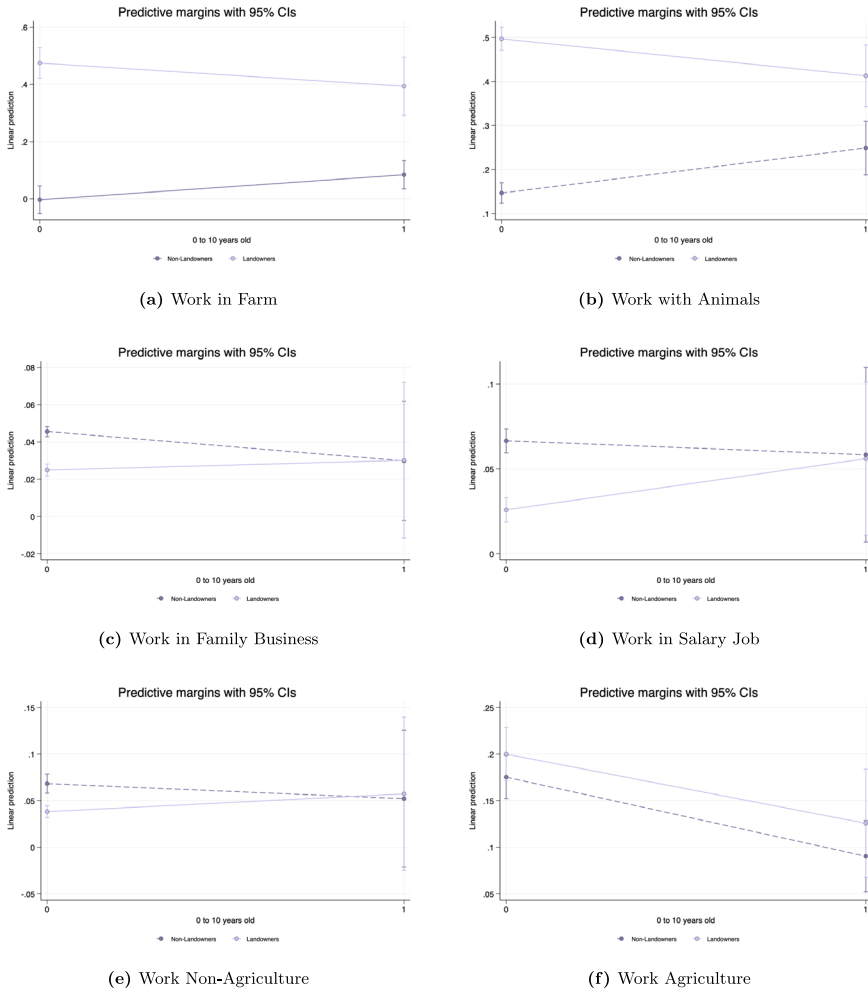 Predictive margins with 95% CIs
.6
.4
.2
0
Linear prediction
0 1
0 to 10 years old
Non-Landowners Landowners
(a) Work in Farm
Predictive margins with 95% CIs
.5
.4
.3
.2
.1
Linear prediction
0 1
0 to 10 years old
Non-Landowners Landowners
(b) Work with Animals
Predictive margins with 95% CIs
.08
.06
.04
.02
0
-.02
Linear prediction
0 1
0 to 10 years old
Non-Landowners Landowners
(c) Work in Family Business
Predictive margins with 95% CIs
.1
.05
0
Linear prediction
0 1
0 to 10 years old
Non-Landowners Landowners
(d) Work in Salary Job
Predictive margins with 95% CIs
.15
.1
.05
0
-.05
Linear prediction
0 1
0 to 10 years old
Non-Landowners Landowners
(e) Work Non-Agriculture
Predictive margins with 95% CIs
.25
.2
.15
.1
.05
Linear prediction
0 1
0 to 10 years old
Non-Landowners Landowners
(f) Work Agriculture